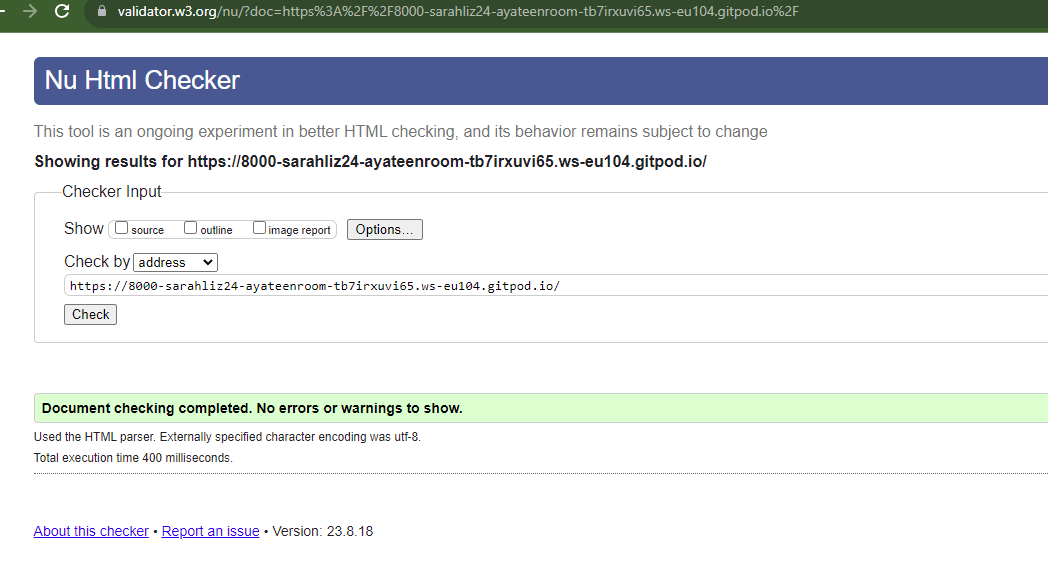 validator.w3.org/nu/?doc=https%3A%2F%2F8000-sarahliz24-ayateenroom-tb7irxuvi65.ws-eu104.gitpod.io%2F
Nu Html Checker
This tool is an ongoing experiment in better HTML checking, and its behavior remains subject to change
Showing results for https://8000-sarahliz24-ayateenroom-tb7irxuvi65.ws-eu104.gitpod.io/
Checker Input
Show source outline image report Options...
Check by address
https://8000-sarahliz24-ayateenroom-tb7irxuvi65.ws-eu104.gitpod.io/
Check
Document checking completed. No errors or warnings to show.
Used the HTML parser. Externally specified character encoding was utf-8.
Total execution time 400 milliseconds.
About this checker • Report an issue • Version: 23.8.18